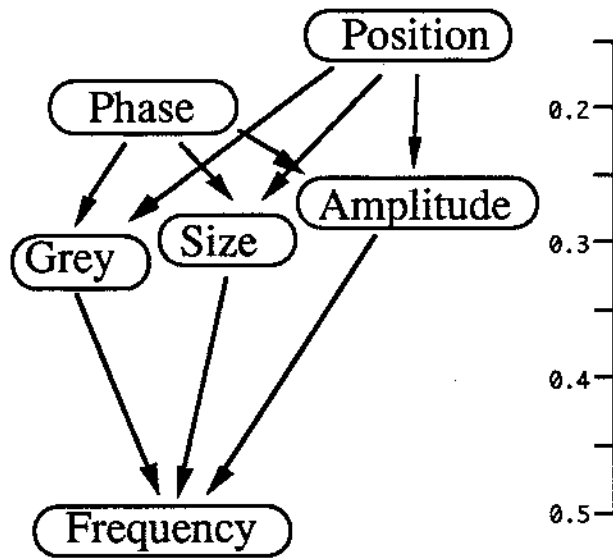 Position
Phase
0.2
Amplitude
Size
0.3
Grey
0.4
Frequency
0.5